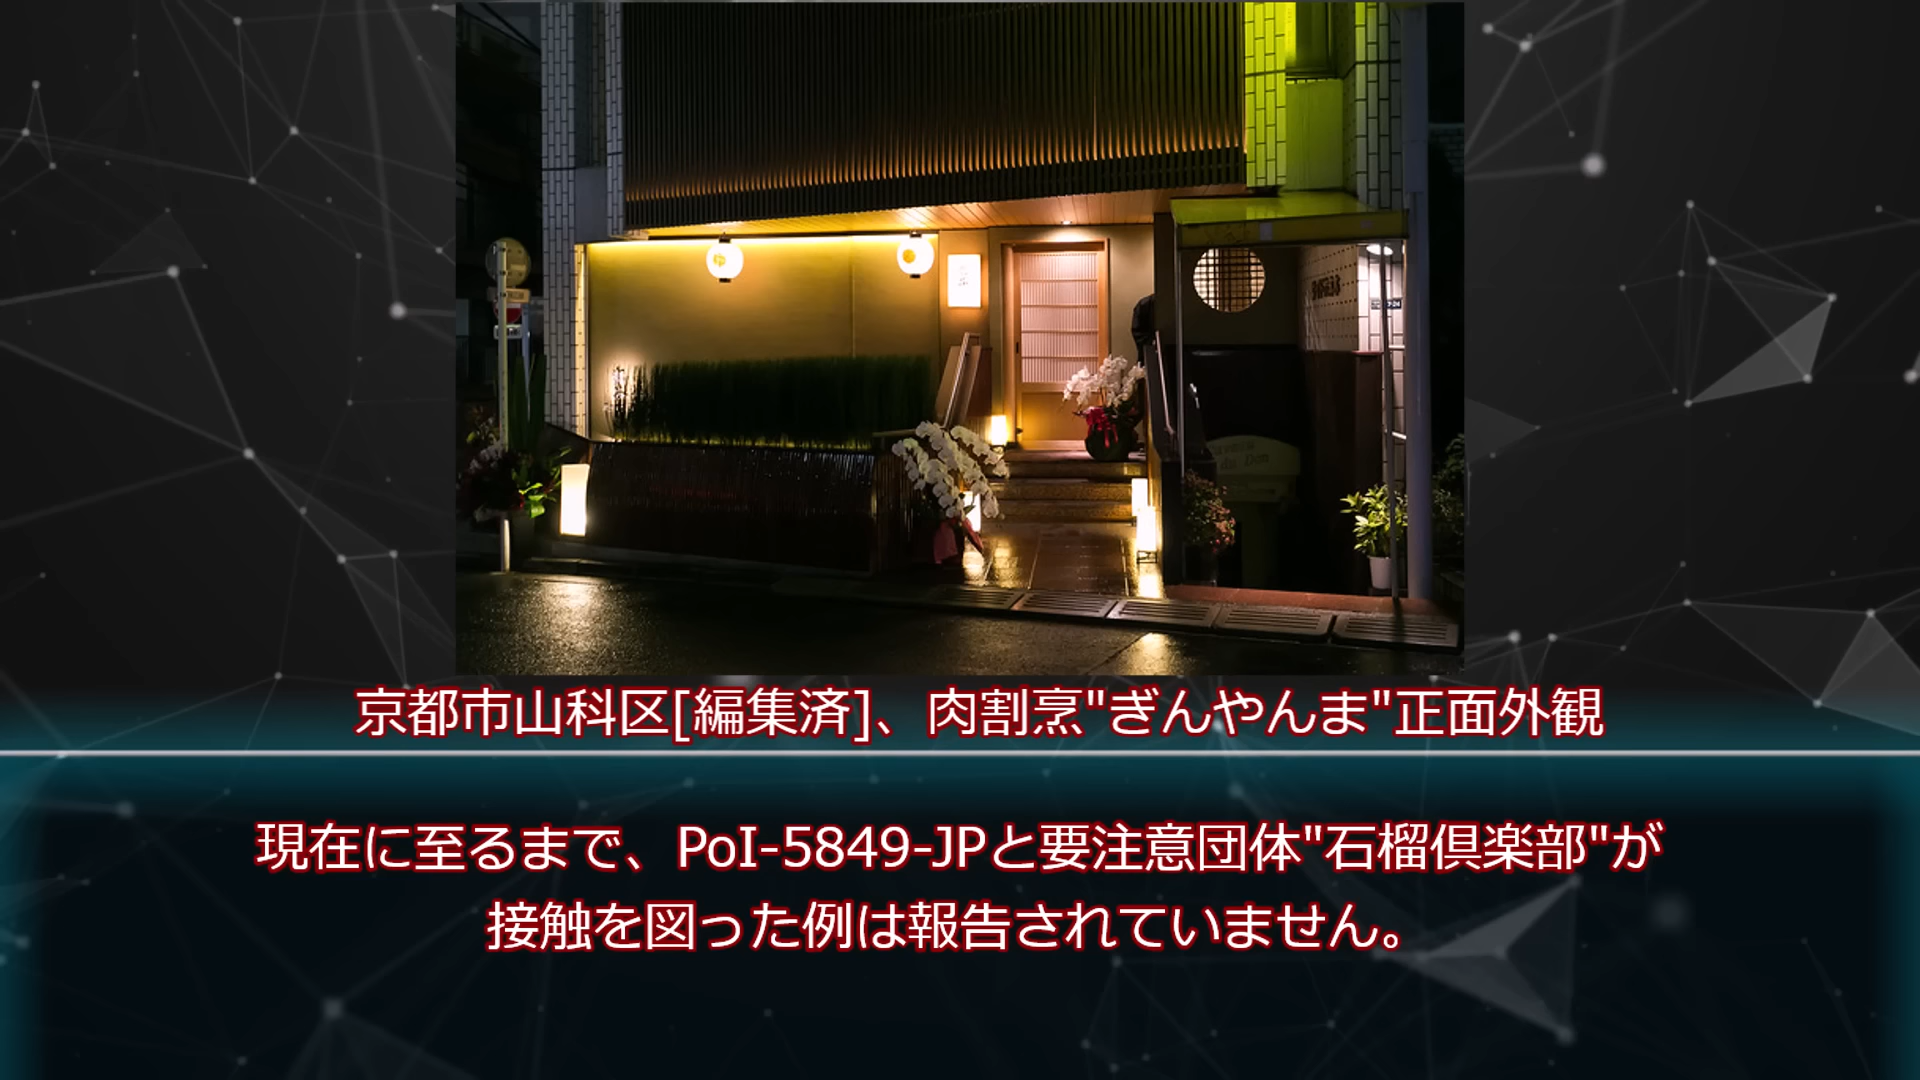 京都市山科区[編集済]、肉割烹"ぎんやんま"正面外観
現在に至るまで、PoI-5849-JPと要注意団体"石榴倶楽部"が
接触を図った例は報告されていません。